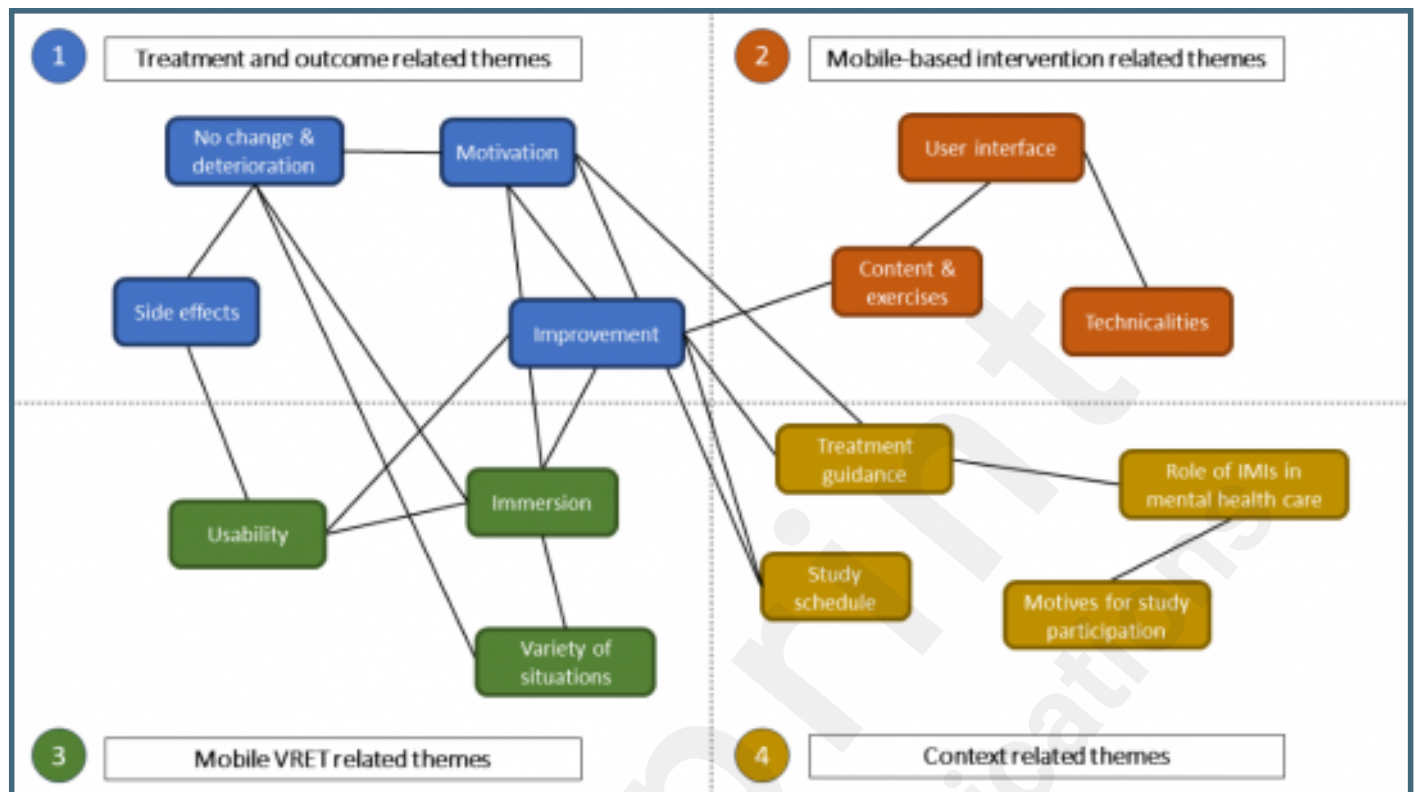 1
Treatment and outcome related themes
2
Mobile-based intervention related themes
No change &
deterioration
Motivation
User interface
Side effects
Improvement
Content &
exercises
Technicalities
Usability
Immersion
Treatment
guidance
Role of IMIs in
mental health care
Variety of
situations
Study
schedule
Motives for study
participation
3
Mobile VRET related themes
4
Context related themes